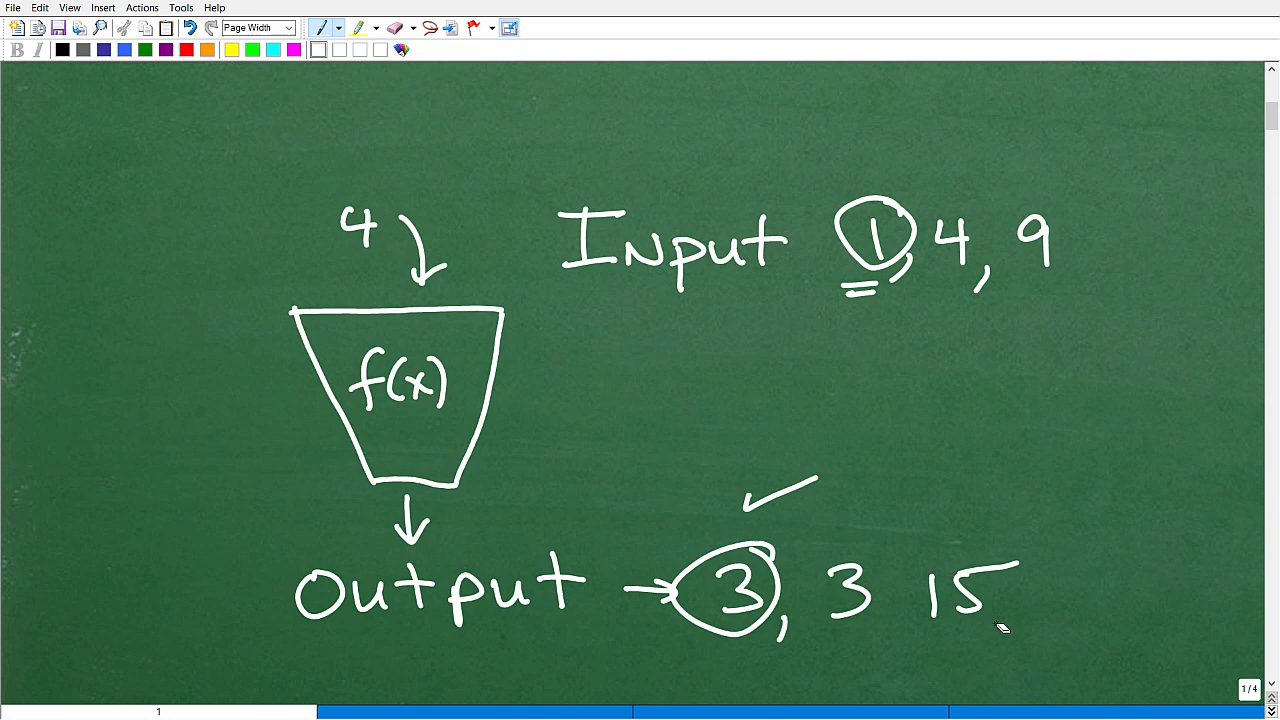 File Edit View Insert Actions Tools Help
Page Width
B I
4 Input 1, 4, 9
f(x)
Output → 3, 3 15
1/4
1